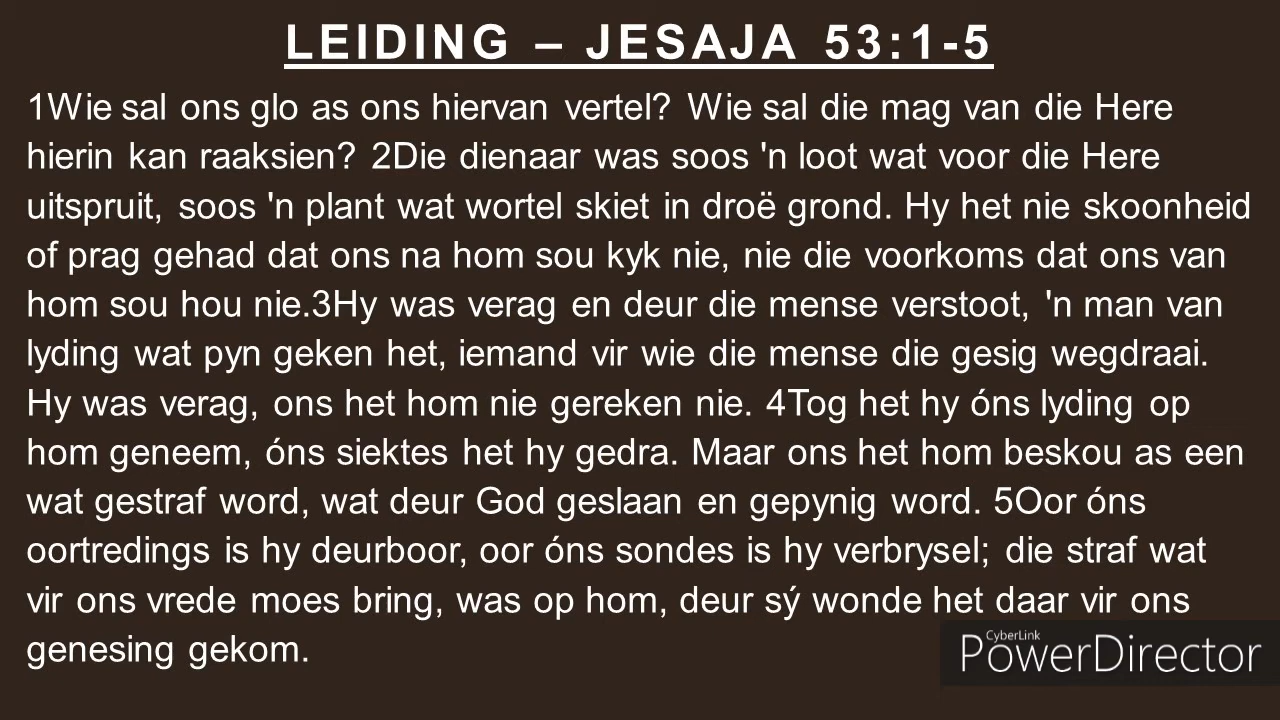 LEIDING – JESAJA 53:1-5
1Wie sal ons glo as ons hiervan vertel? Wie sal die mag van die Here
hierin kan raaksien? 2Die dienaar was soos 'n loot wat voor die Here
uitspruit, soos 'n plant wat wortel skiet in droë grond. Hy het nie skoonheid
of prag gehad dat ons na hom sou kyk nie, nie die voorkoms dat ons van
hom sou hou nie.3Hy was verag en deur die mense verstoot, 'n man van
lyding wat pyn geken het, iemand vir wie die mense die gesig wegdraai.
Hy was verag, ons het hom nie gereken nie. 4Tog het hy óns lyding op
hom geneem, óns siektes het hy gedra. Maar ons het hom beskou as een
wat gestraf word, wat deur God geslaan en gepynig word. 5Oor óns
oortredings is hy deurboor, oor óns sondes is hy verbrysel; die straf wat
vir ons vrede moes bring, was op hom, deur sý wonde het daar vir ons
genesing gekom.
CyberLink
PowerDirector